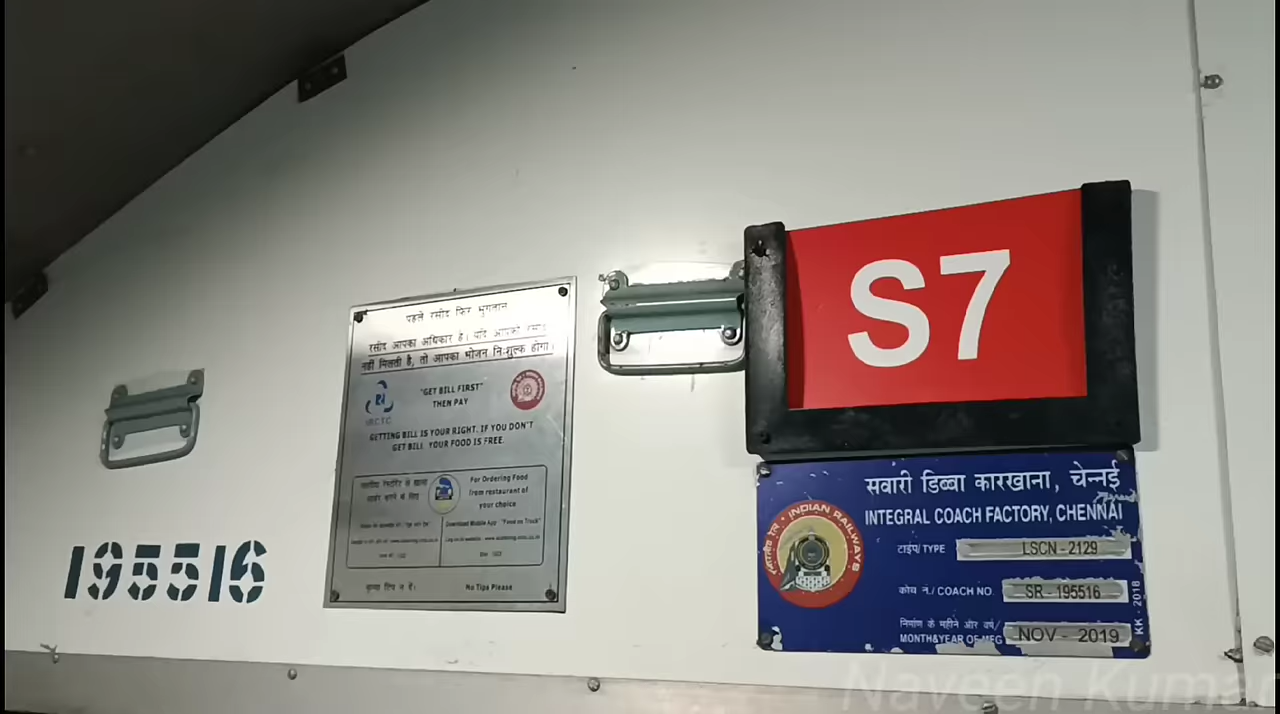 195516
पहले रसीद फिर भुगतान
रसीद आपका अधिकार है। यदि आपको रसीद
नहीं मिलती है, तो आपका भोजन निःशुल्क होगा।
IRCTC
"GET BILL FIRST"
THEN PAY
GETTING BILL IS YOUR RIGHT. IF YOU DON'T
GET BILL YOUR FOOD IS FREE.
For Ordering Food
from restaurant of
your choice
Download Mobile App "Food on Track"
No Tips Please
S7
सवारी डिब्बा कारखाना, चेन्नई
INTEGRAL COACH FACTORY, CHENNAI
INDIAN RAILWAYS
भारतीय रेल
टाईप/TYPE LSCN-2129
कोच नं./COACH NO. SR-195516
निर्माण के महीने और वर्ष/
MONTH&YEAR OF MFG NOV - 2019
KK-2018
Naveen Kumar